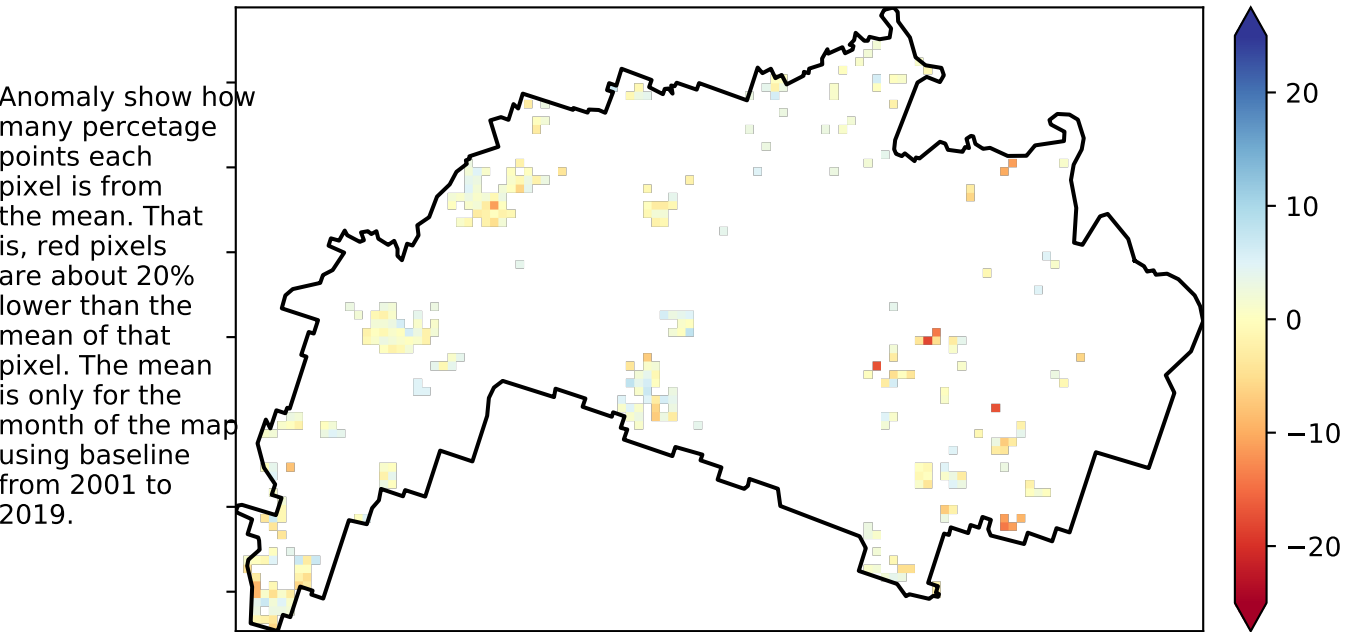 Anomaly show how
many percetage
points each
pixel is from
the mean. That
is, red pixels
are about 20%
lower than the
mean of that
pixel. The mean
is only for the
month of the map
using baseline
from 2001 to
2019.
20
10
0
−10
−20